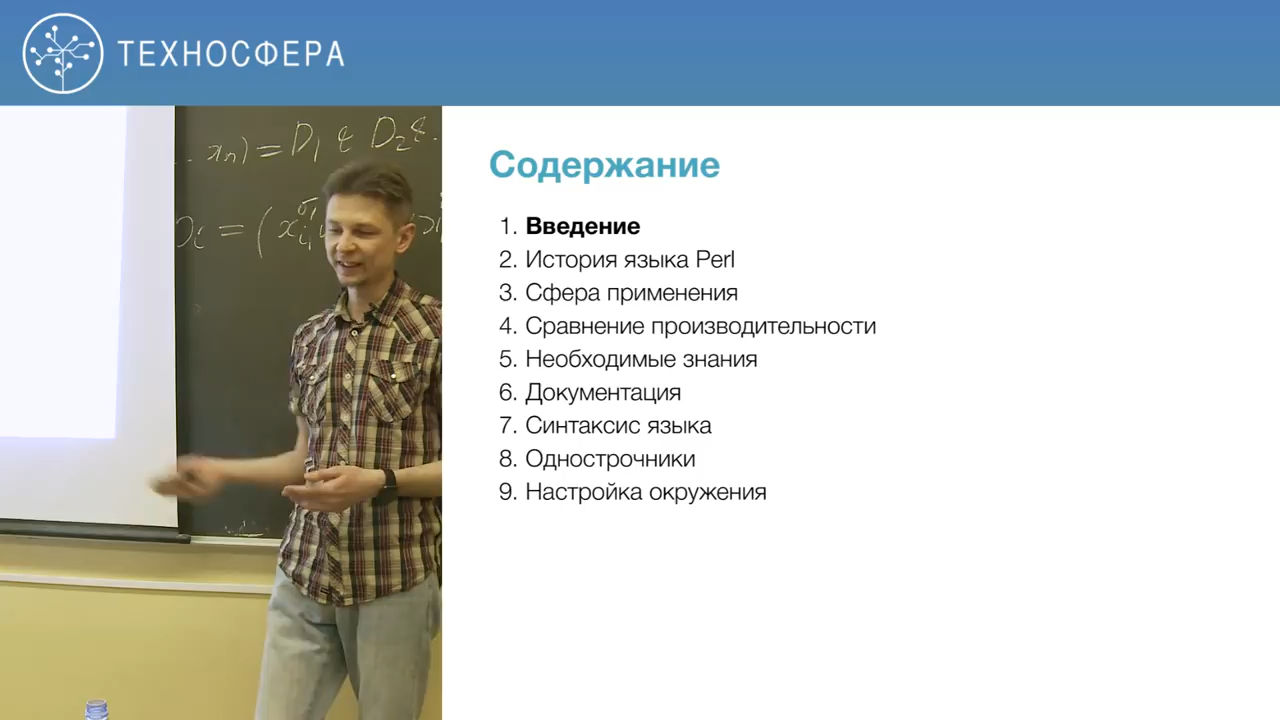 ТЕХНОСФЕРА
Содержание
1. Введение
2. История языка Perl
3. Сфера применения
4. Сравнение производительности
5. Необходимые знания
6. Документация
7. Синтаксис языка
8. Однострочники
9. Настройка окружения